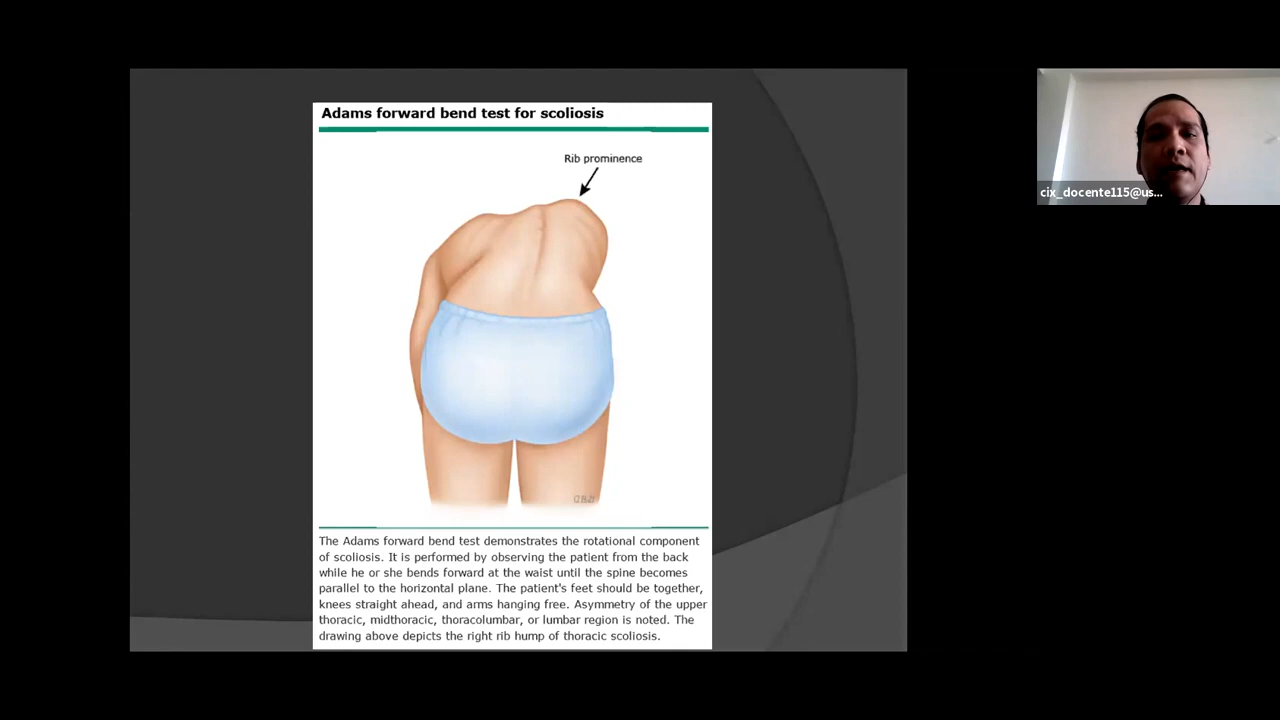 Adams forward bend test for scoliosis
Rib prominence
cix_docente115@us...
The Adams forward bend test demonstrates the rotational component
of scoliosis. It is performed by observing the patient from the back
while he or she bends forward at the waist until the spine becomes
parallel to the horizontal plane. The patient's feet should be together,
knees straight ahead, and arms hanging free. Asymmetry of the upper
thoracic, midthoracic, thoracolumbar, or lumbar region is noted. The
drawing above depicts the right rib hump of thoracic scoliosis.